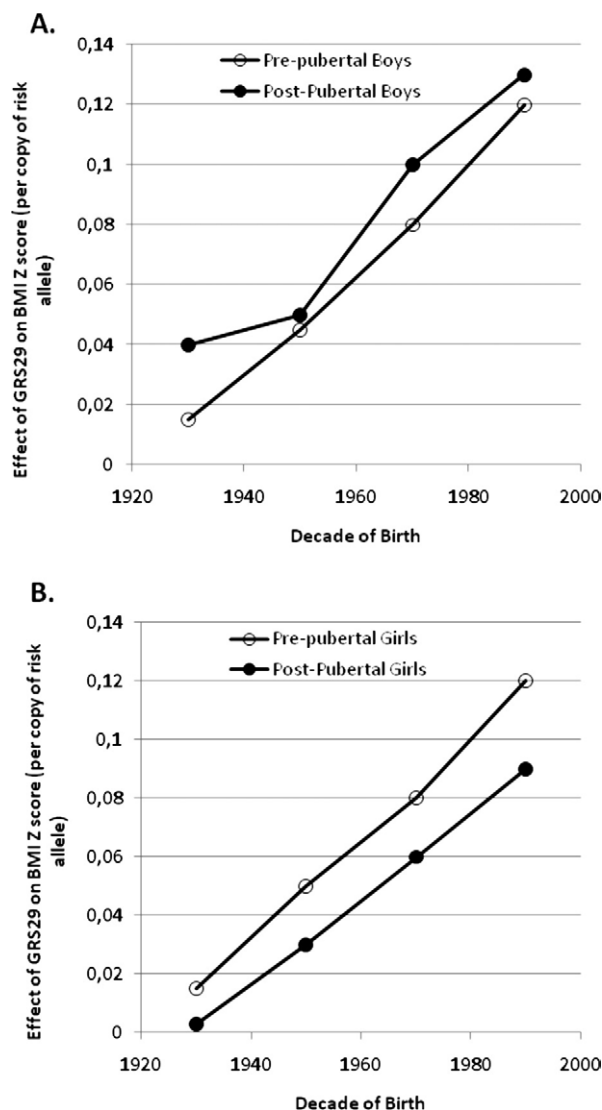 A.
Effect of GRS29 on BMI Z score (per copy of risk
allele)
0,14
0,12
0,1
0,08
0,06
0,04
0,02
0
Pre-pubertal Boys
Post-Pubertal Boys
1920 1940 1960 1980 2000
Decade of Birth
B.
Effect of GRS29 on BMI Z score (per copy of risk
allele)
0,14
0,12
0,1
0,08
0,06
0,04
0,02
0
Pre-pubertal Girls
Post-Pubertal Girls
1920 1940 1960 1980 2000
Decade of Birth